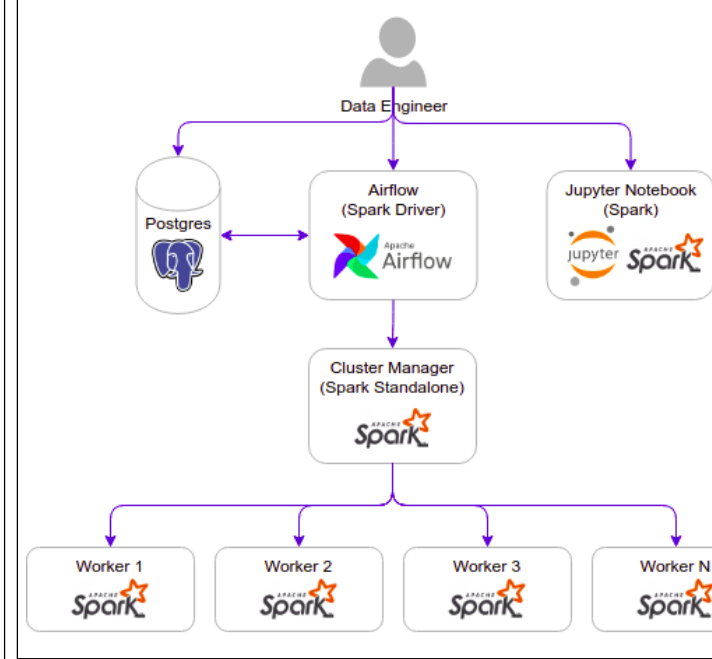 Data Engineer
Postgres
Airflow
(Spark Driver)
Apache
Airflow
Jupyter Notebook
(Spark)
jupyter
APACHE
Spark
Cluster Manager
(Spark Standalone)
APACHE
Spark
Worker 1
APACHE
Spark
Worker 2
APACHE
Spark
Worker 3
APACHE
Spark
Worker N
APACHE
Spark